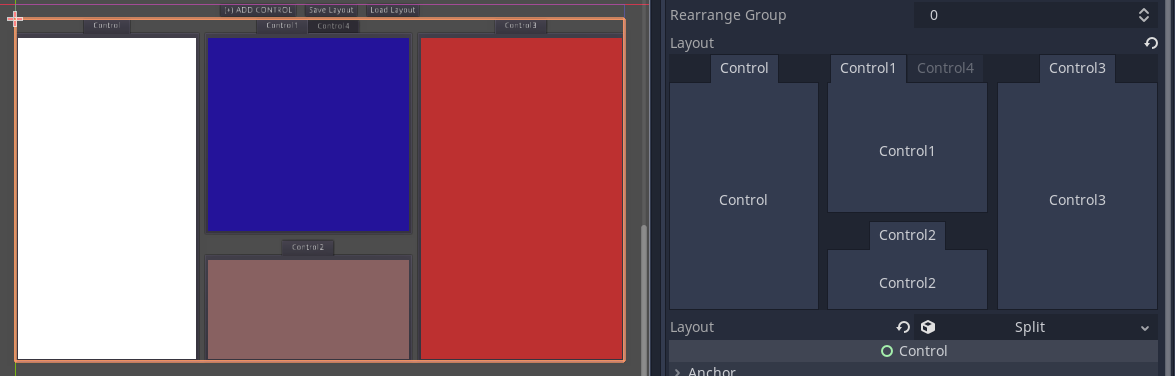 [+] ADD CONTROL Save Layout Load Layout
Control Control1 Control4 Control3
Control2
Rearrange Group 0
Layout
Control Control1 Control4 Control3
Control1
Control Control3
Control2
Control2
Layout Split
Control
Anchor